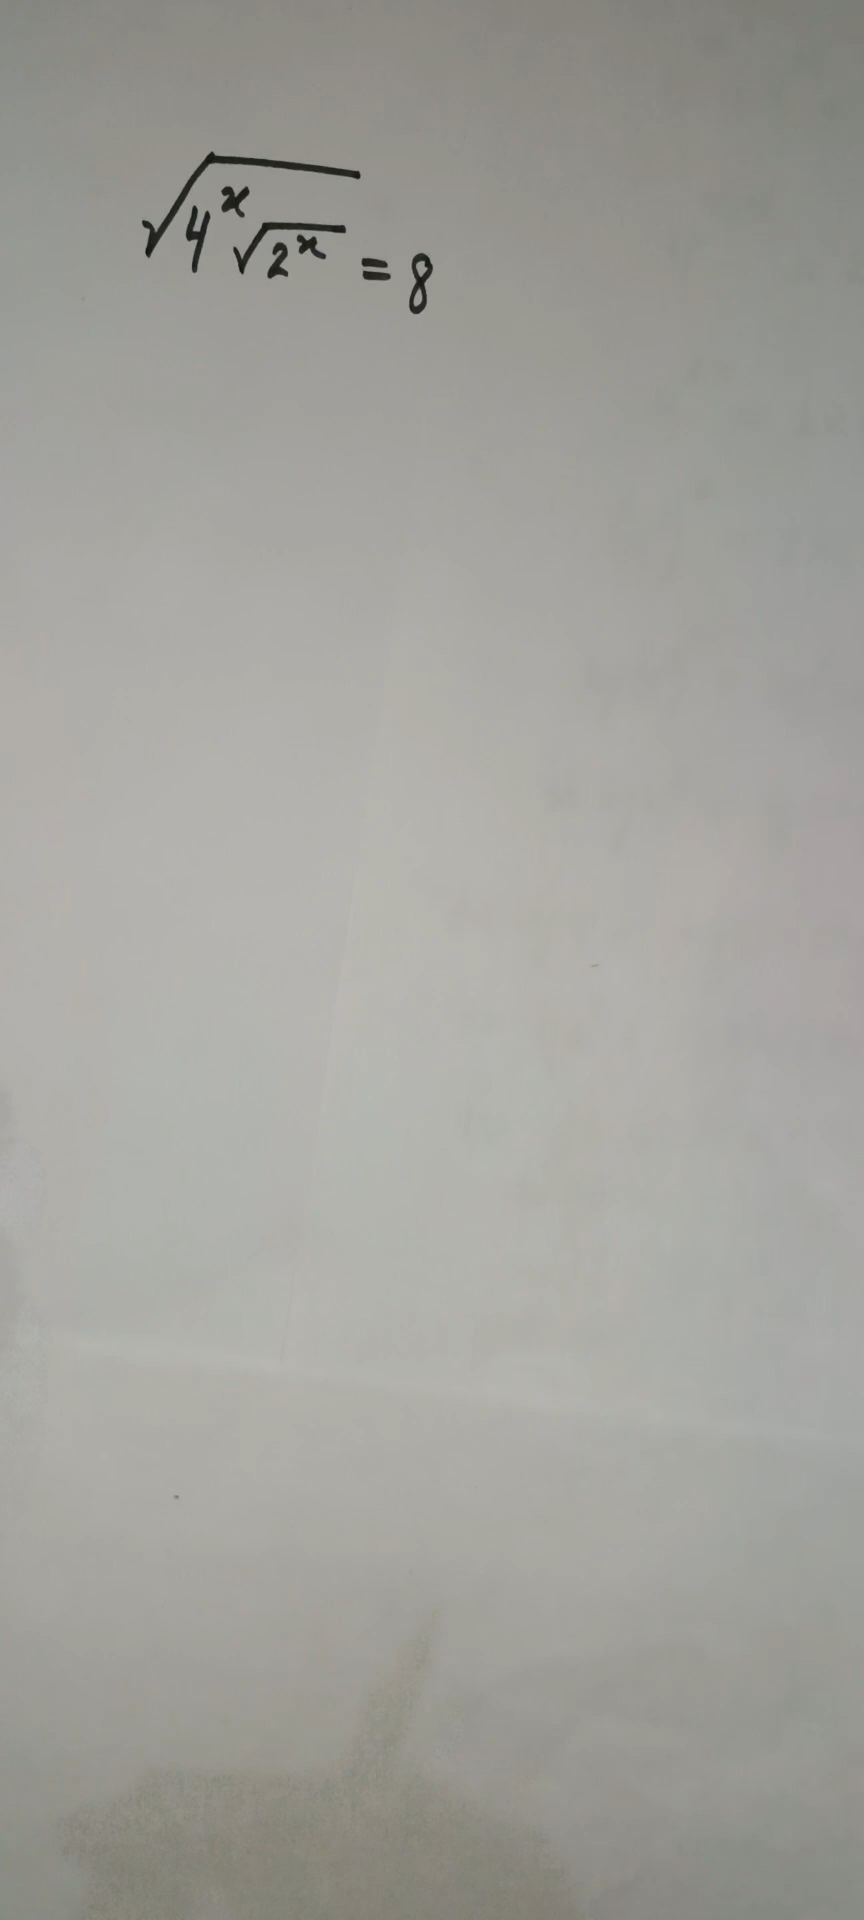 √(4^x √(2^x)) = 8